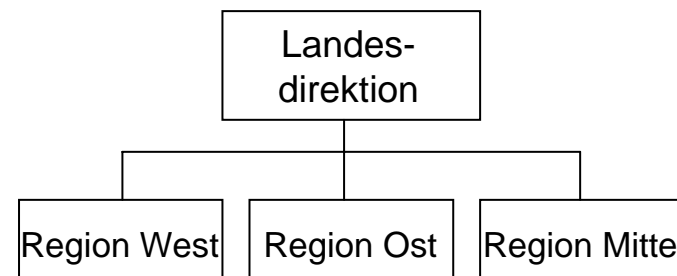 Landes-
direktion
Region West
Region Ost
Region Mitte